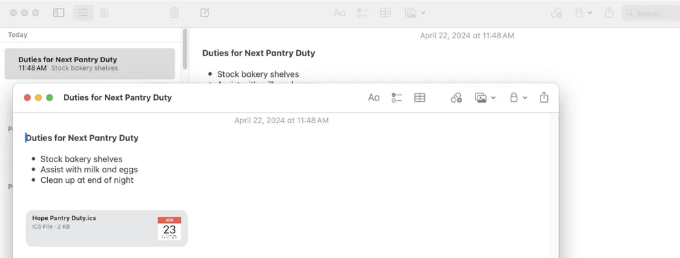 Aa
Search
Today
April 22, 2024 at 11:48 AM
Duties for Next Pantry Duty
11:48 AM Stock bakery shelves
Duties for Next Pantry Duty
Stock bakery shelves
Duties for Next Pantry Duty
Aa
April 22, 2024 at 11:48 AM
Duties for Next Pantry Duty
Stock bakery shelves
Assist with milk and eggs
Clean up at end of night
Hope Pantry Duty.ics
ICS File · 2 KB
APR
23